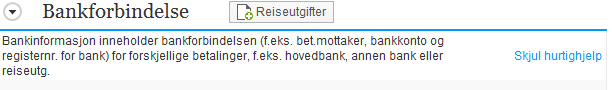 Bankforbindelse Reiseutgifter
Bankinformasjon inneholder bankforbindelsen (f.eks. bet.mottaker, bankkonto og
registernr. for bank) for forskjellige betalinger, f.eks. hovedbank, annen bank eller
reiseutg.
Skjul hurtighjelp